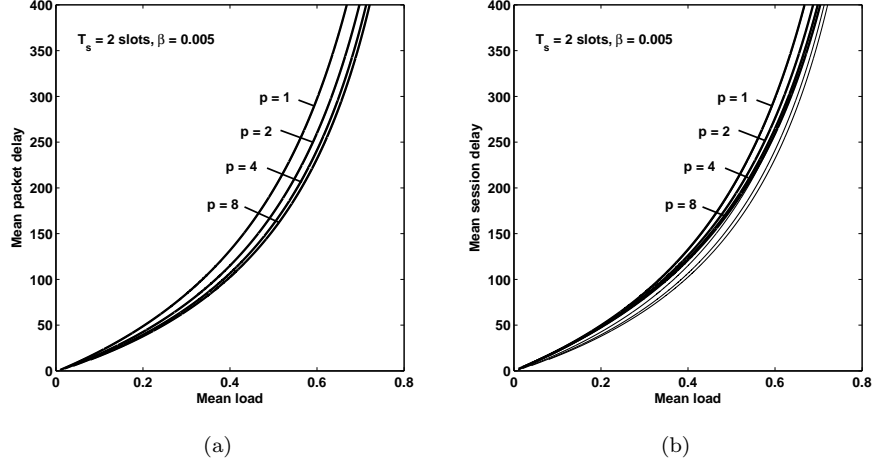 400
350
300
250
200
150
100
50
0
Mean packet delay
T_s = 2 slots, β = 0.005
p = 1
p = 2
p = 4
p = 8
0 0.2 0.4 0.6 0.8
Mean load
(a)
400
350
300
250
200
150
100
50
0
Mean session delay
T_s = 2 slots, β = 0.005
p = 1
p = 2
p = 4
p = 8
0 0.2 0.4 0.6 0.8
Mean load
(b)